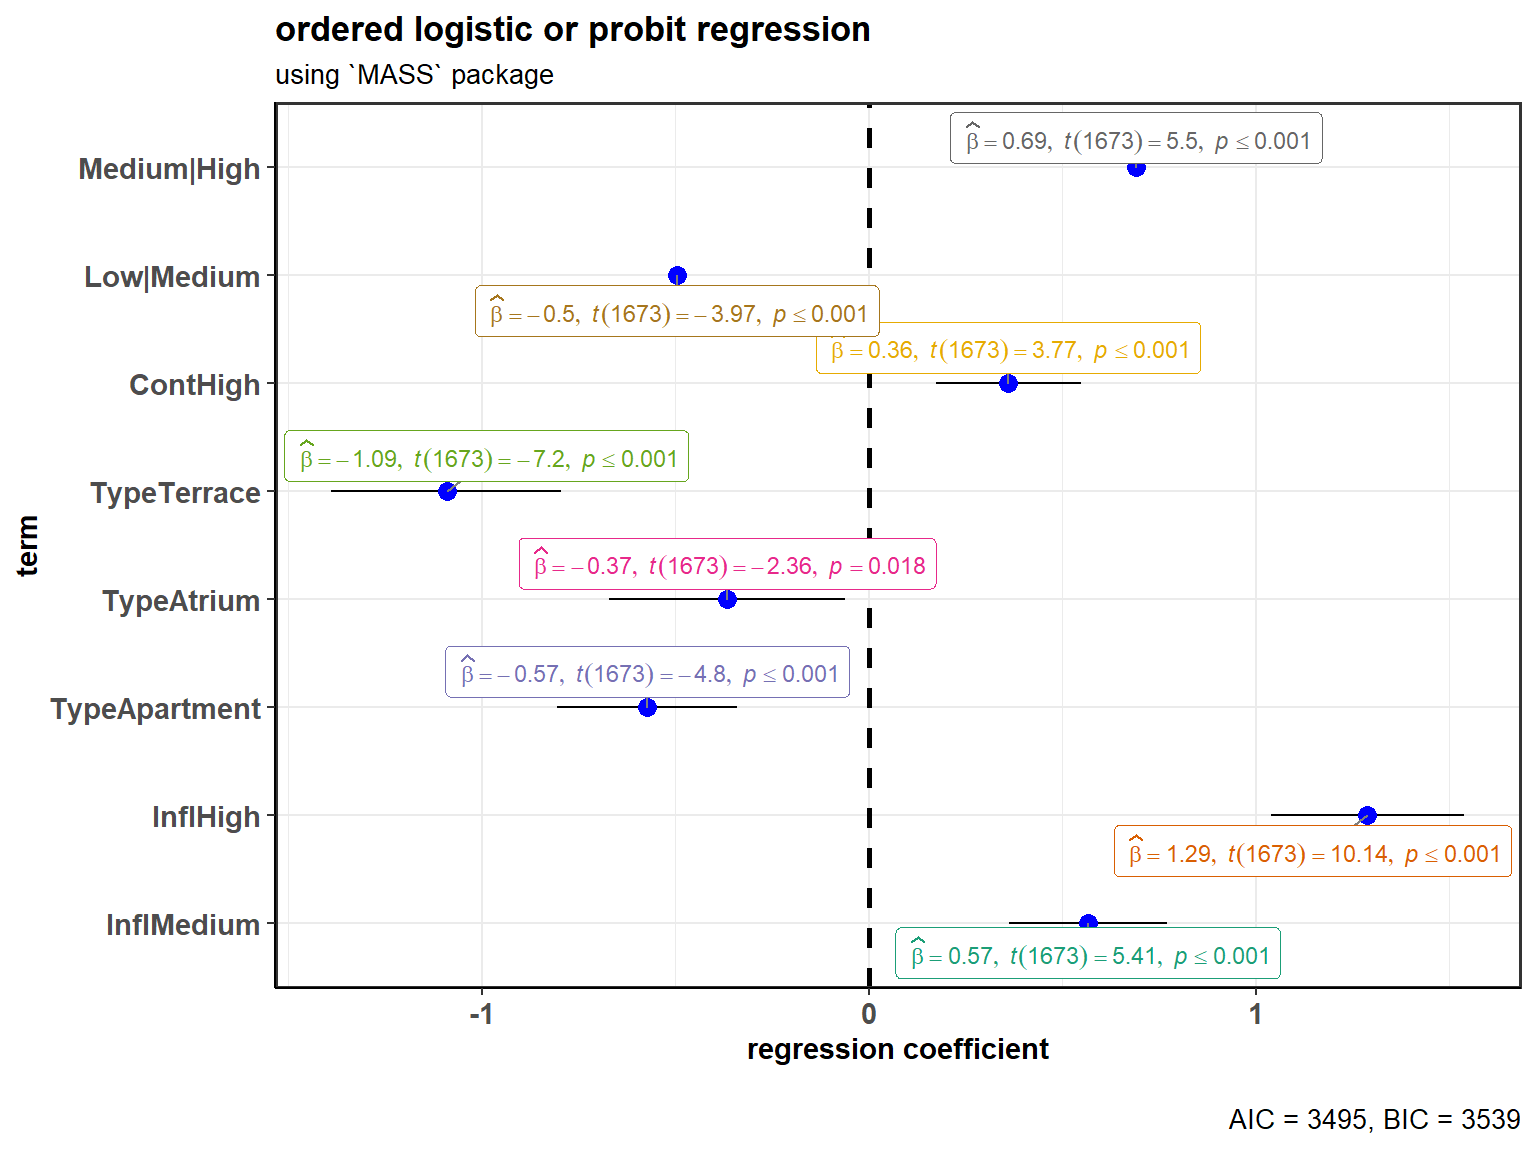 ordered logistic or probit regression
using `MASS` package
term
Medium|High
β̂ = 0.69, t(1673) = 5.5, p ≤ 0.001
Low|Medium
β̂ = −0.5, t(1673) = −3.97, p ≤ 0.001
β̂ = 0.36, t(1673) = 3.77, p ≤ 0.001
ContHigh
β̂ = −1.09, t(1673) = −7.2, p ≤ 0.001
TypeTerrace
β̂ = −0.37, t(1673) = −2.36, p = 0.018
TypeAtrium
β̂ = −0.57, t(1673) = −4.8, p ≤ 0.001
TypeApartment
InflHigh
β̂ = 1.29, t(1673) = 10.14, p ≤ 0.001
InflMedium
β̂ = 0.57, t(1673) = 5.41, p ≤ 0.001
-1 0 1
regression coefficient
AIC = 3495, BIC = 3539